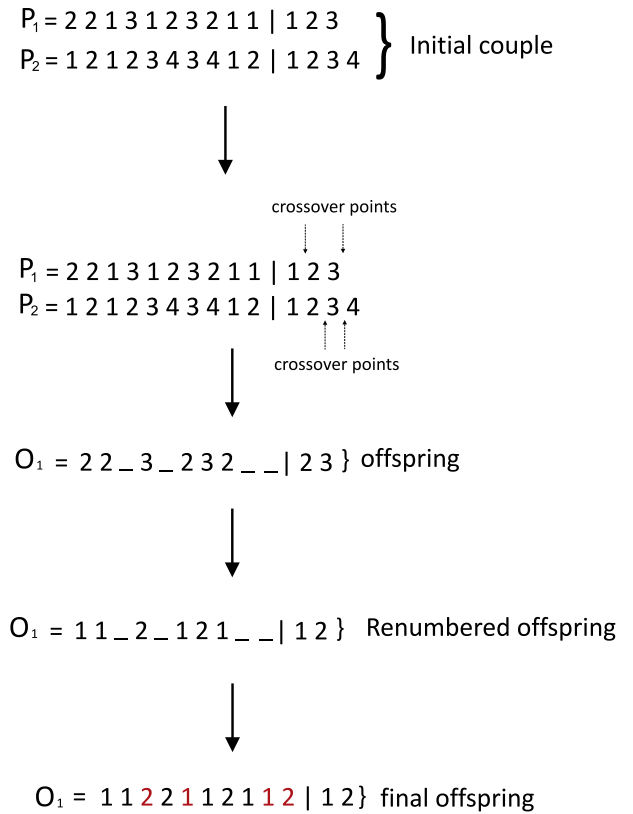 P1 = 2 2 1 3 1 2 3 2 1 1 | 1 2 3
P2 = 1 2 1 2 3 4 3 4 1 2 | 1 2 3 4
} Initial couple
crossover points
P1 = 2 2 1 3 1 2 3 2 1 1 | 1 2 3
P2 = 1 2 1 2 3 4 3 4 1 2 | 1 2 3 4
crossover points
O1 = 2 2 _ 3 _ 2 3 2 _ _ | 2 3 } offspring
O1 = 1 1 _ 2 _ 1 2 1 _ _ | 1 2 } Renumbered offspring
O1 = 1 1 2 2 1 1 2 1 1 2 | 1 2 } final offspring